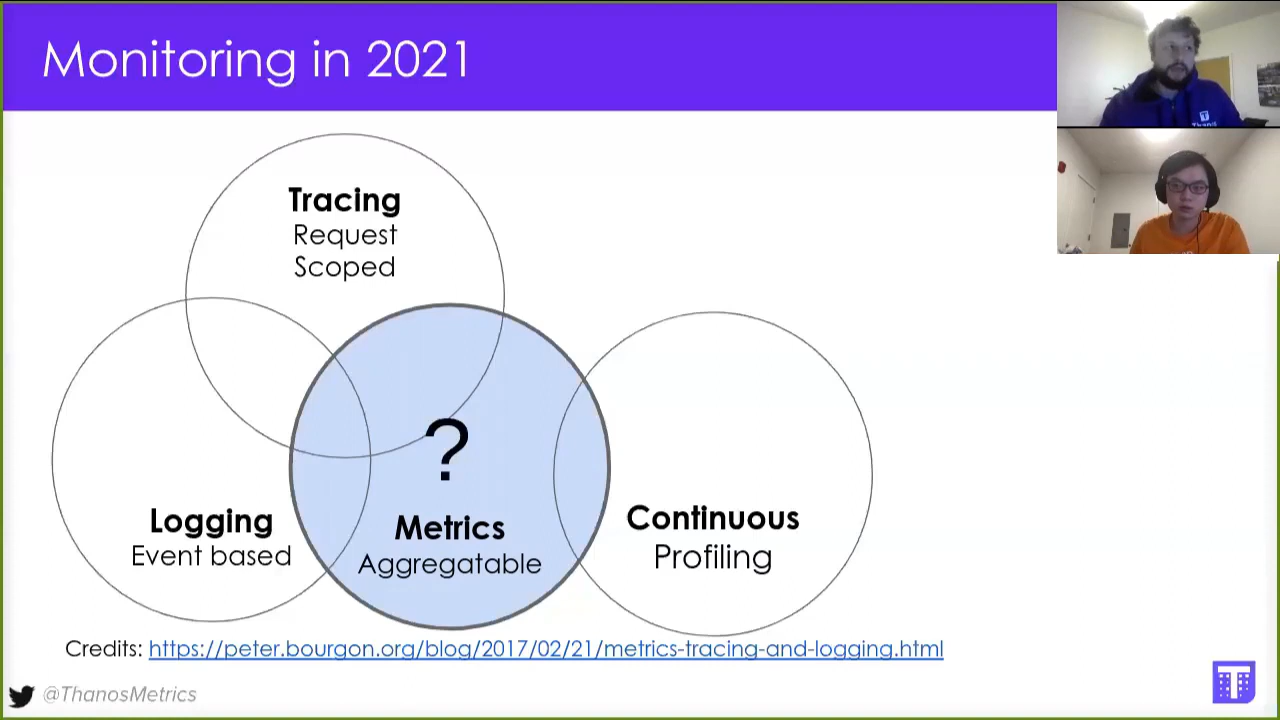 Monitoring in 2021
Tracing
Request
Scoped
?
Logging
Event based
Metrics
Aggregatable
Continuous
Profiling
Credits: https://peter.bourgon.org/blog/2017/02/21/metrics-tracing-and-logging.html
@ThanosMetrics
Thanos